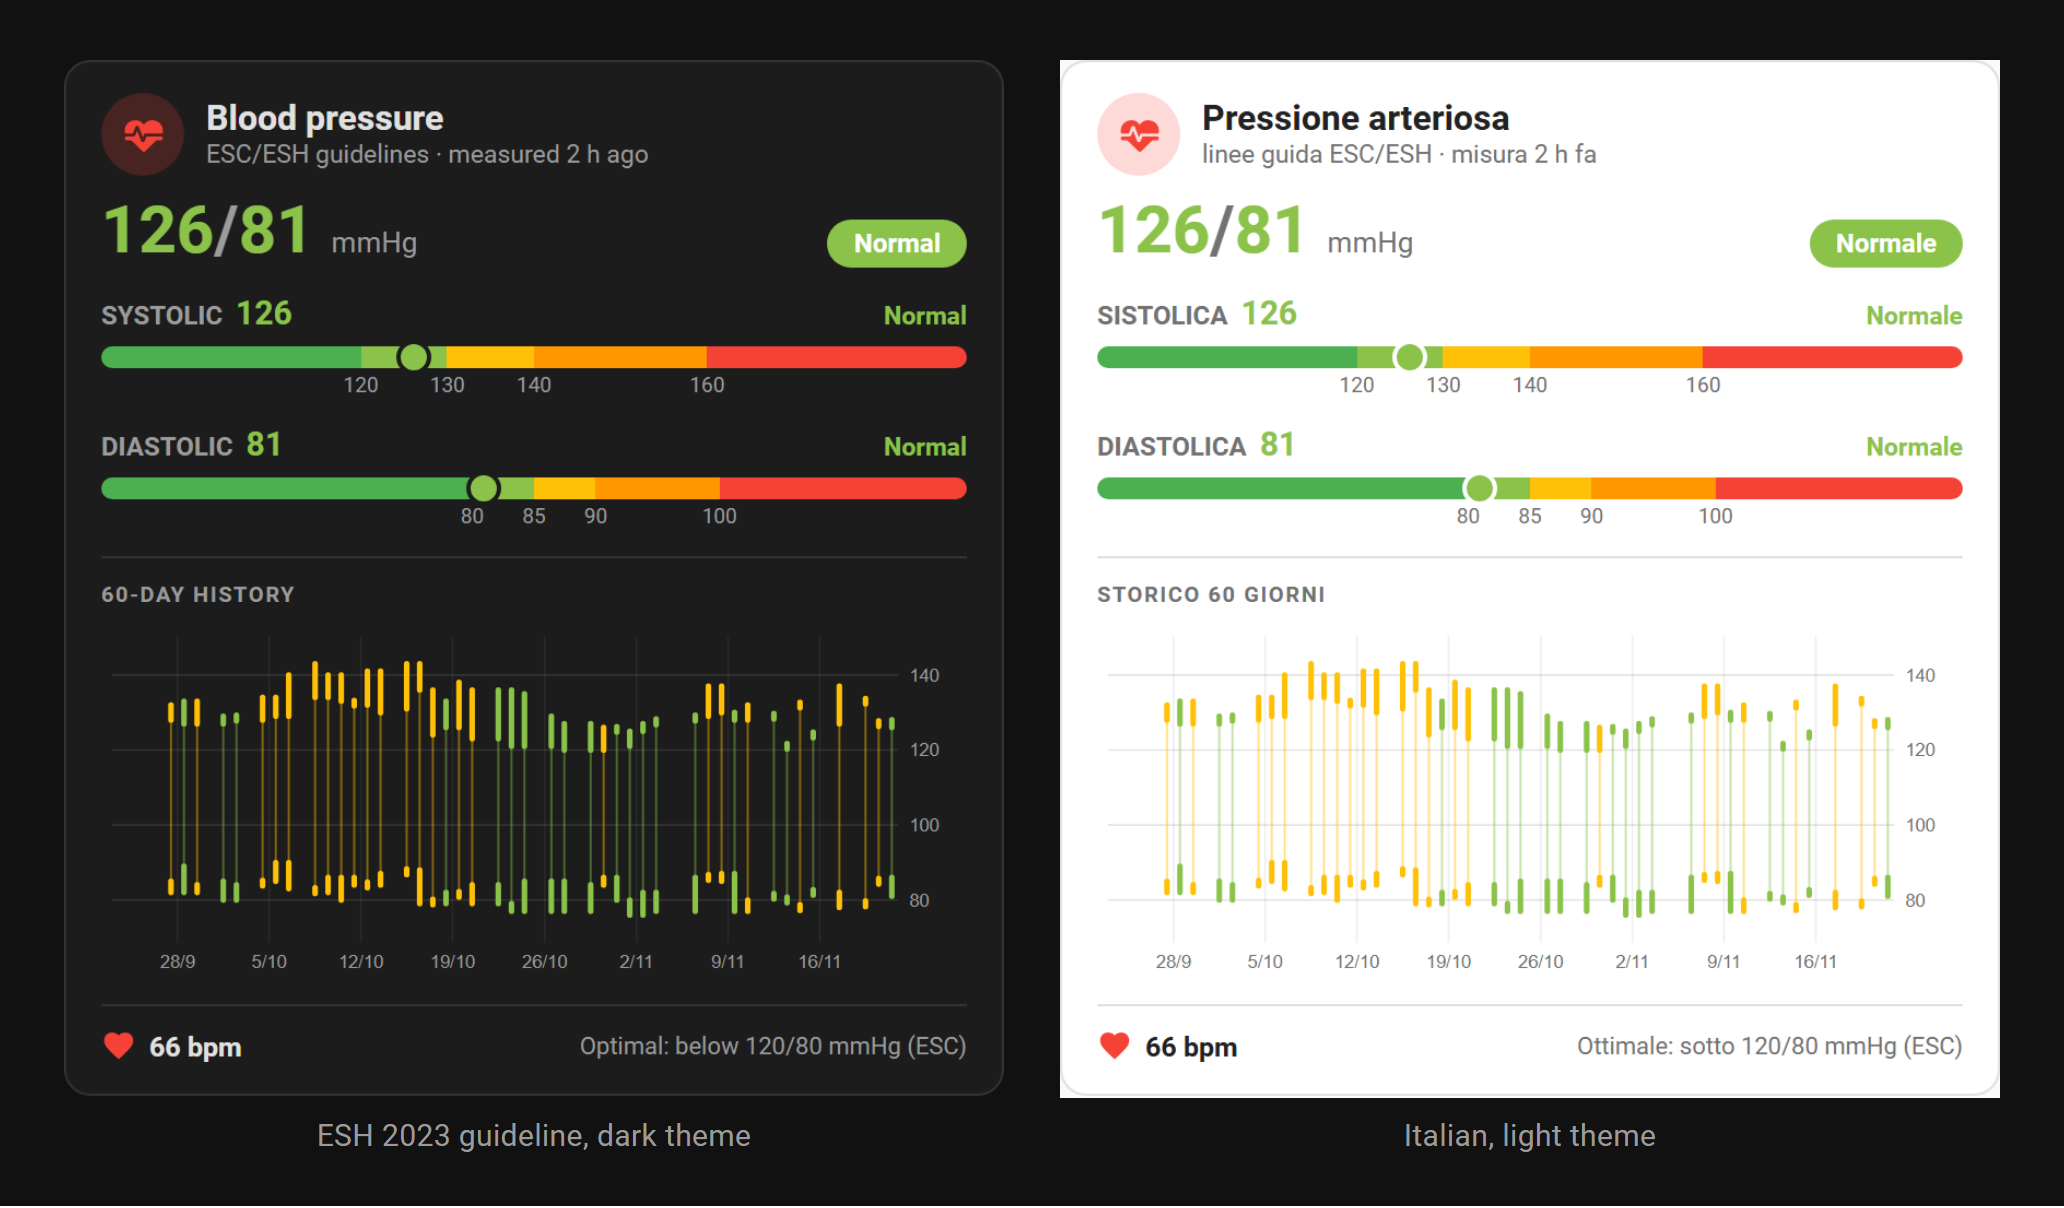 Blood pressure
ESC/ESH guidelines · measured 2 h ago
126/81 mmHg
Normal
SYSTOLIC 126
Normal
120 130 140 160
DIASTOLIC 81
Normal
80 85 90 100
60-DAY HISTORY
140
120
100
80
28/9 5/10 12/10 19/10 26/10 2/11 9/11 16/11
66 bpm
Optimal: below 120/80 mmHg (ESC)
ESH 2023 guideline, dark theme
Pressione arteriosa
linee guida ESC/ESH · misura 2 h fa
126/81 mmHg
Normale
SISTOLICA 126
Normale
120 130 140 160
DIASTOLICA 81
Normale
80 85 90 100
STORICO 60 GIORNI
140
120
100
80
28/9 5/10 12/10 19/10 26/10 2/11 9/11 16/11
66 bpm
Ottimale: sotto 120/80 mmHg (ESC)
Italian, light theme